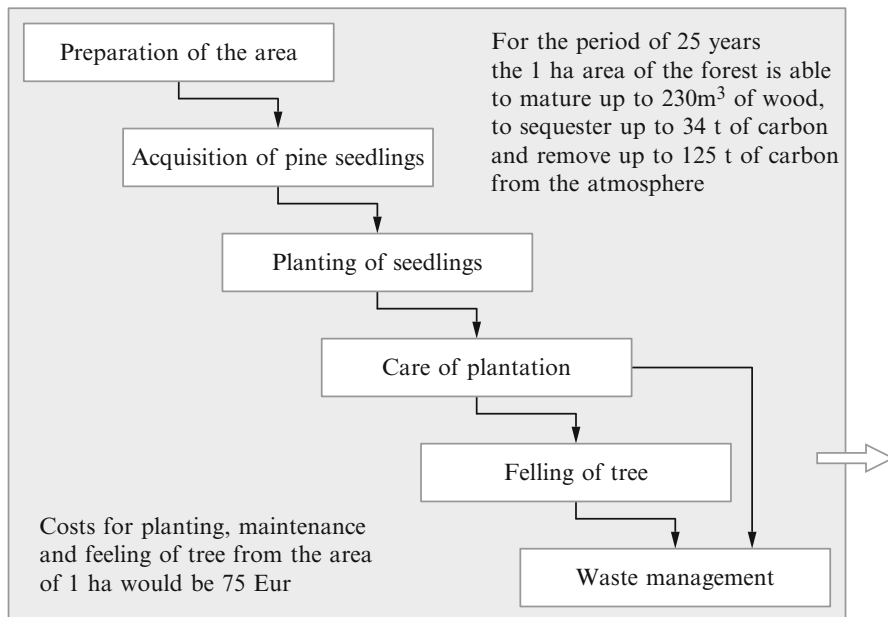 Preparation of the area
For the period of 25 years
the 1 ha area of the forest is able
to mature up to 230m³ of wood,
to sequester up to 34 t of carbon
and remove up to 125 t of carbon
from the atmosphere
Acquisition of pine seedlings
Planting of seedlings
Care of plantation
Felling of tree
Costs for planting, maintenance
and feeling of tree from the area
of 1 ha would be 75 Eur
Waste management